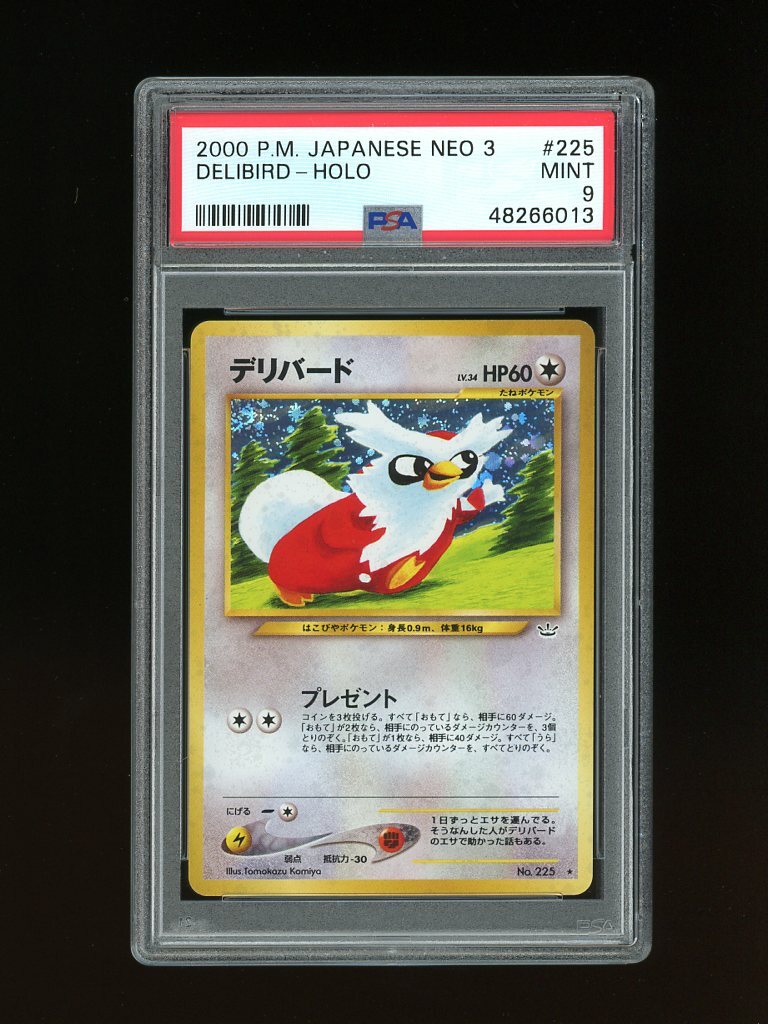 2000 P.M. JAPANESE NEO 3 #225
DELIBIRD – HOLO MINT
9
PSA 48266013
デリバード LV.34 HP60
たねポケモン
はこびやポケモン：身長0.9m、体重16kg
プレゼント
コインを3枚投げる。すべて「おもて」なら、相手に60ダメージ。
「おもて」が2枚なら、相手にのっているダメージカウンターを、3個
とりのぞく。「おもて」が1枚なら、相手に40ダメージ。すべて「うら」
なら、相手にのっているダメージカウンターを、すべてとりのぞく。
にげる
弱点 抵抗力-30
1日ずっとエサを運んでる。
そうなんした人がデリバード
のエサで助かった話もある。
Illus.Tomokazu Komiya No. 225
PSA